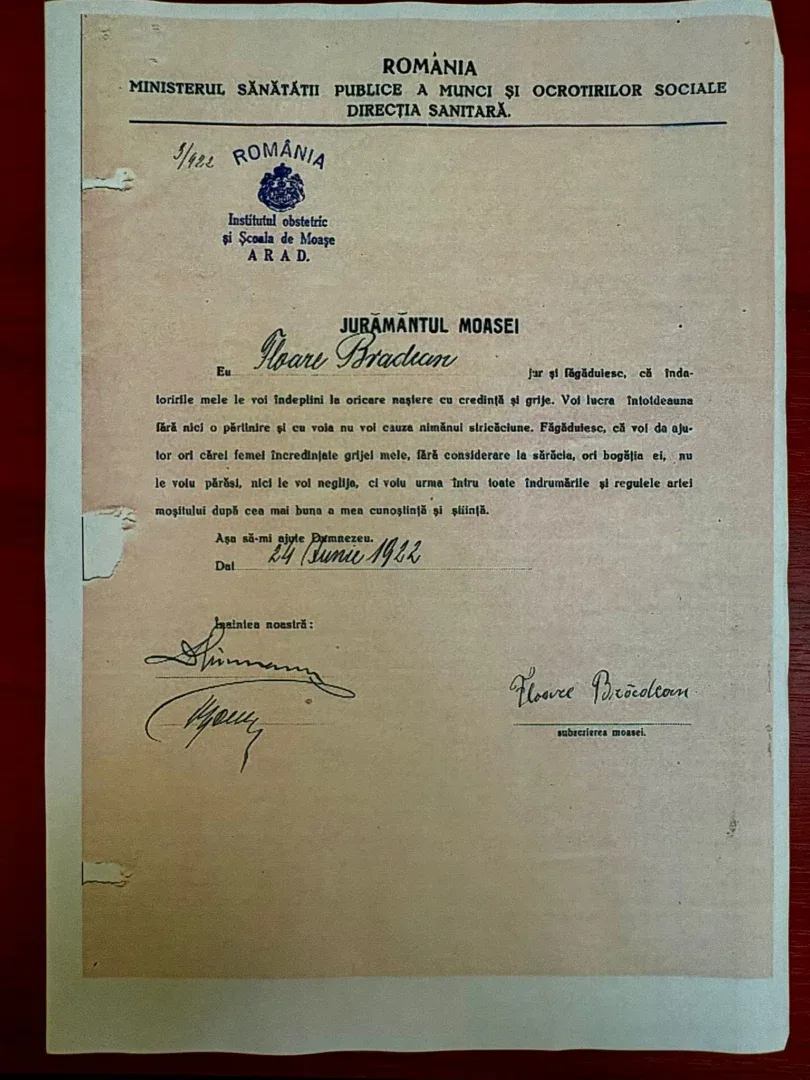 ROMÂNIA
MINISTERUL SĂNĂTĂTII PUBLICE A MUNCI ȘI OCROTIRILOR SOCIALE
DIRECȚIA SANITARĂ.
3/922
ROMÂNIA
Institutul obstetric
și Școala de Moașe
ARAD.
JURĂMÂNTUL MOASEI
Eu Floare Bradean jur și făgăduiesc, că înda-
toririle mele le voi îndeplini la oricare naștere cu credință și grije. Voi lucra întotdeauna
fără nici o părtinire și cu voia nu voi cauza nimănui stricăciune. Făgăduiesc, că voi da aju-
tor ori cărei femei încredințate grijei mele, fără considerare la sărăcia, ori bogăția ei, nu
le voiu părăsi, nici le voi neglija, ci voiu urma întru toate îndrumările și regulele artei
moșitului după cea mai buna a mea cunoștință și știință.
Așa să-mi ajute Dumnezeu.
Dat 24 Iunie 1922
Înaintea noastră:
Floare Brădean
subscrierea moasei.